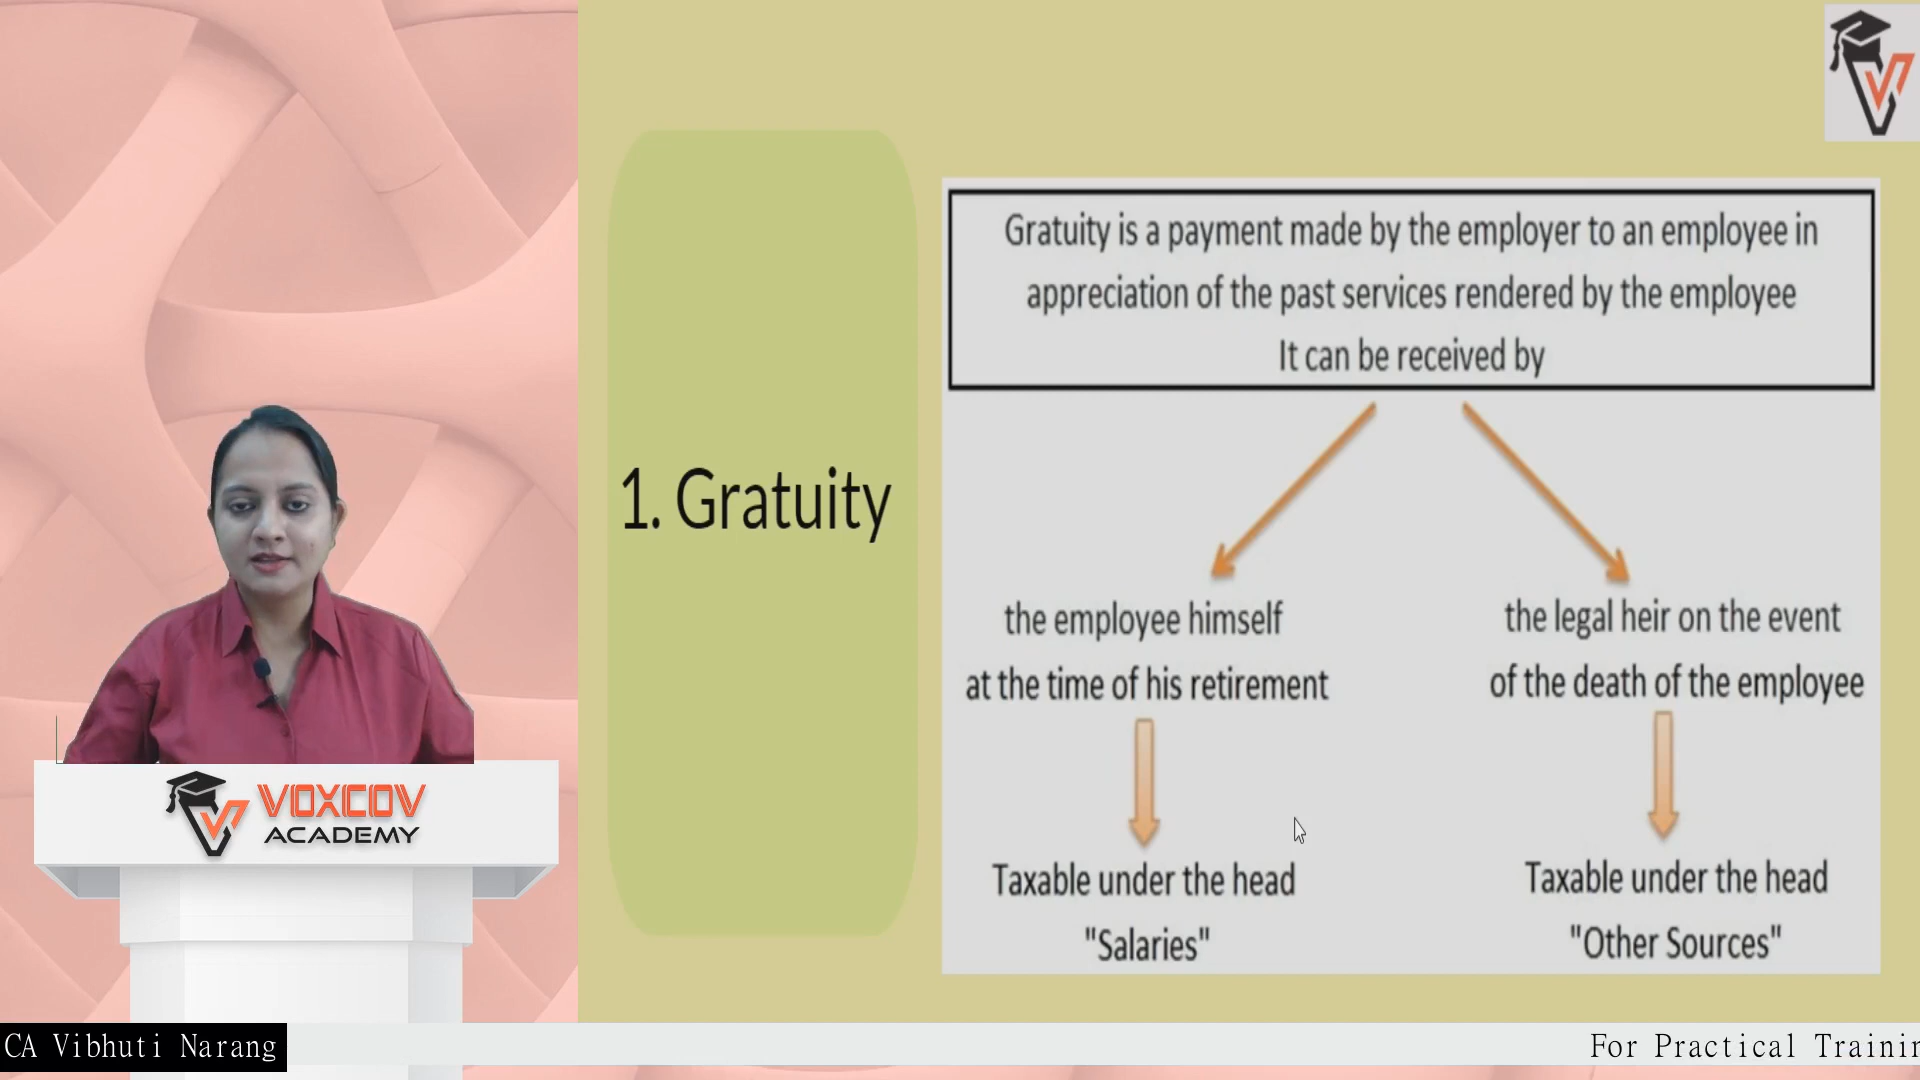 1. Gratuity
Gratuity is a payment made by the employer to an employee in
appreciation of the past services rendered by the employee
It can be received by
the employee himself
at the time of his retirement
Taxable under the head
"Salaries"
the legal heir on the event
of the death of the employee
Taxable under the head
"Other Sources"
VOXCOV
ACADEMY
CA Vibhuti Narang
For Practical